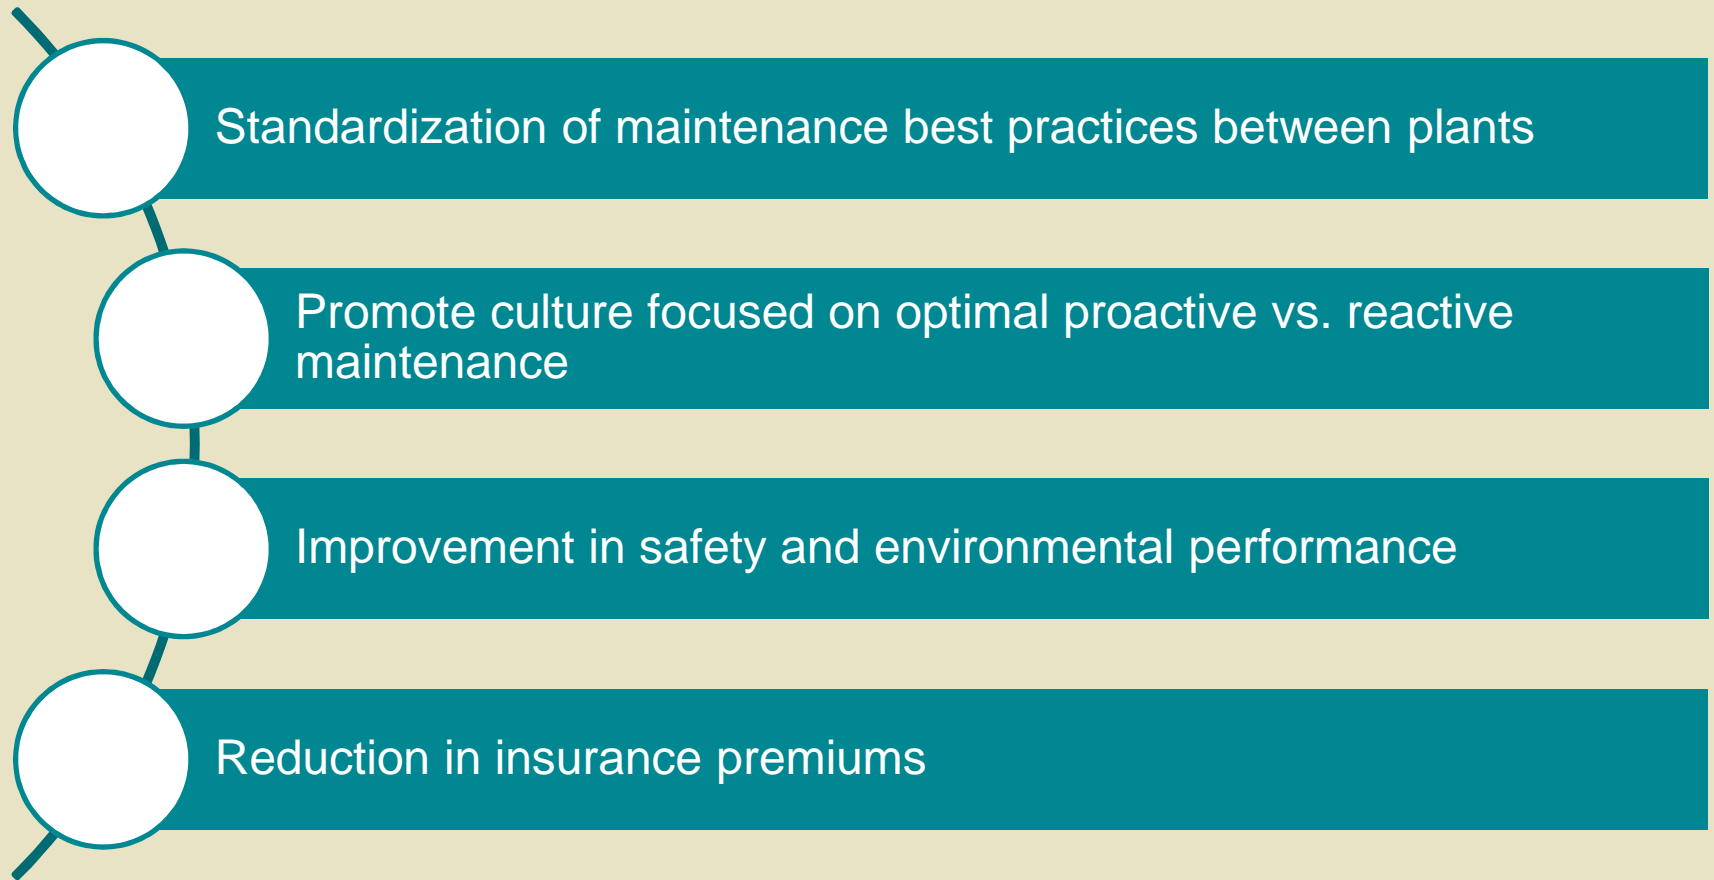 Standardization of maintenance best practices between plants
Promote culture focused on optimal proactive vs. reactive
maintenance
Improvement in safety and environmental performance
Reduction in insurance premiums